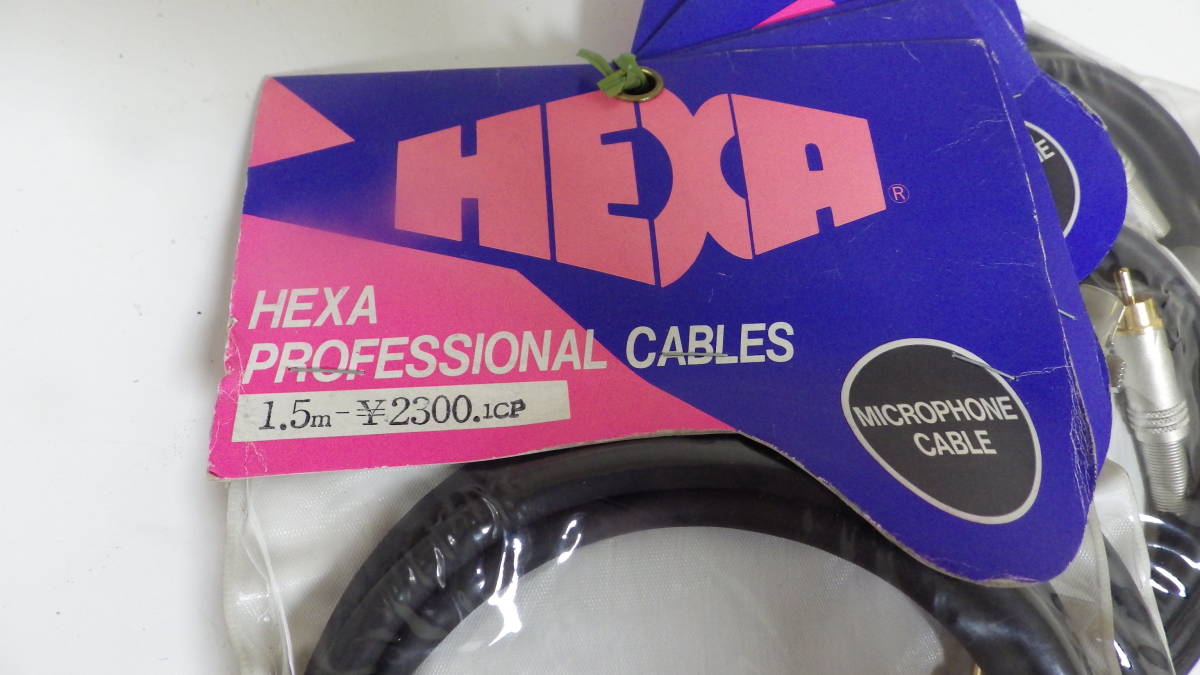 HEXA®
HEXA
PROFESSIONAL CABLES
1.5m-¥2300.1CP
MICROPHONE
CABLE